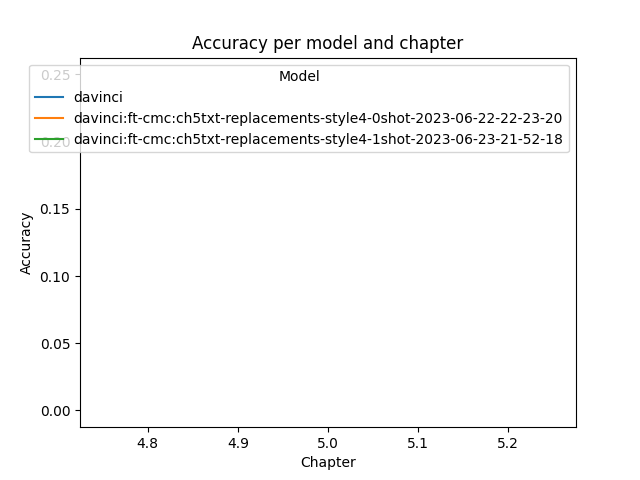 Accuracy per model and chapter
Model
davinci
davinci:ft-cmc:ch5txt-replacements-style4-0shot-2023-06-22-22-23-20
davinci:ft-cmc:ch5txt-replacements-style4-1shot-2023-06-23-21-52-18
Accuracy
0.25
0.20
0.15
0.10
0.05
0.00
4.8 4.9 5.0 5.1 5.2
Chapter